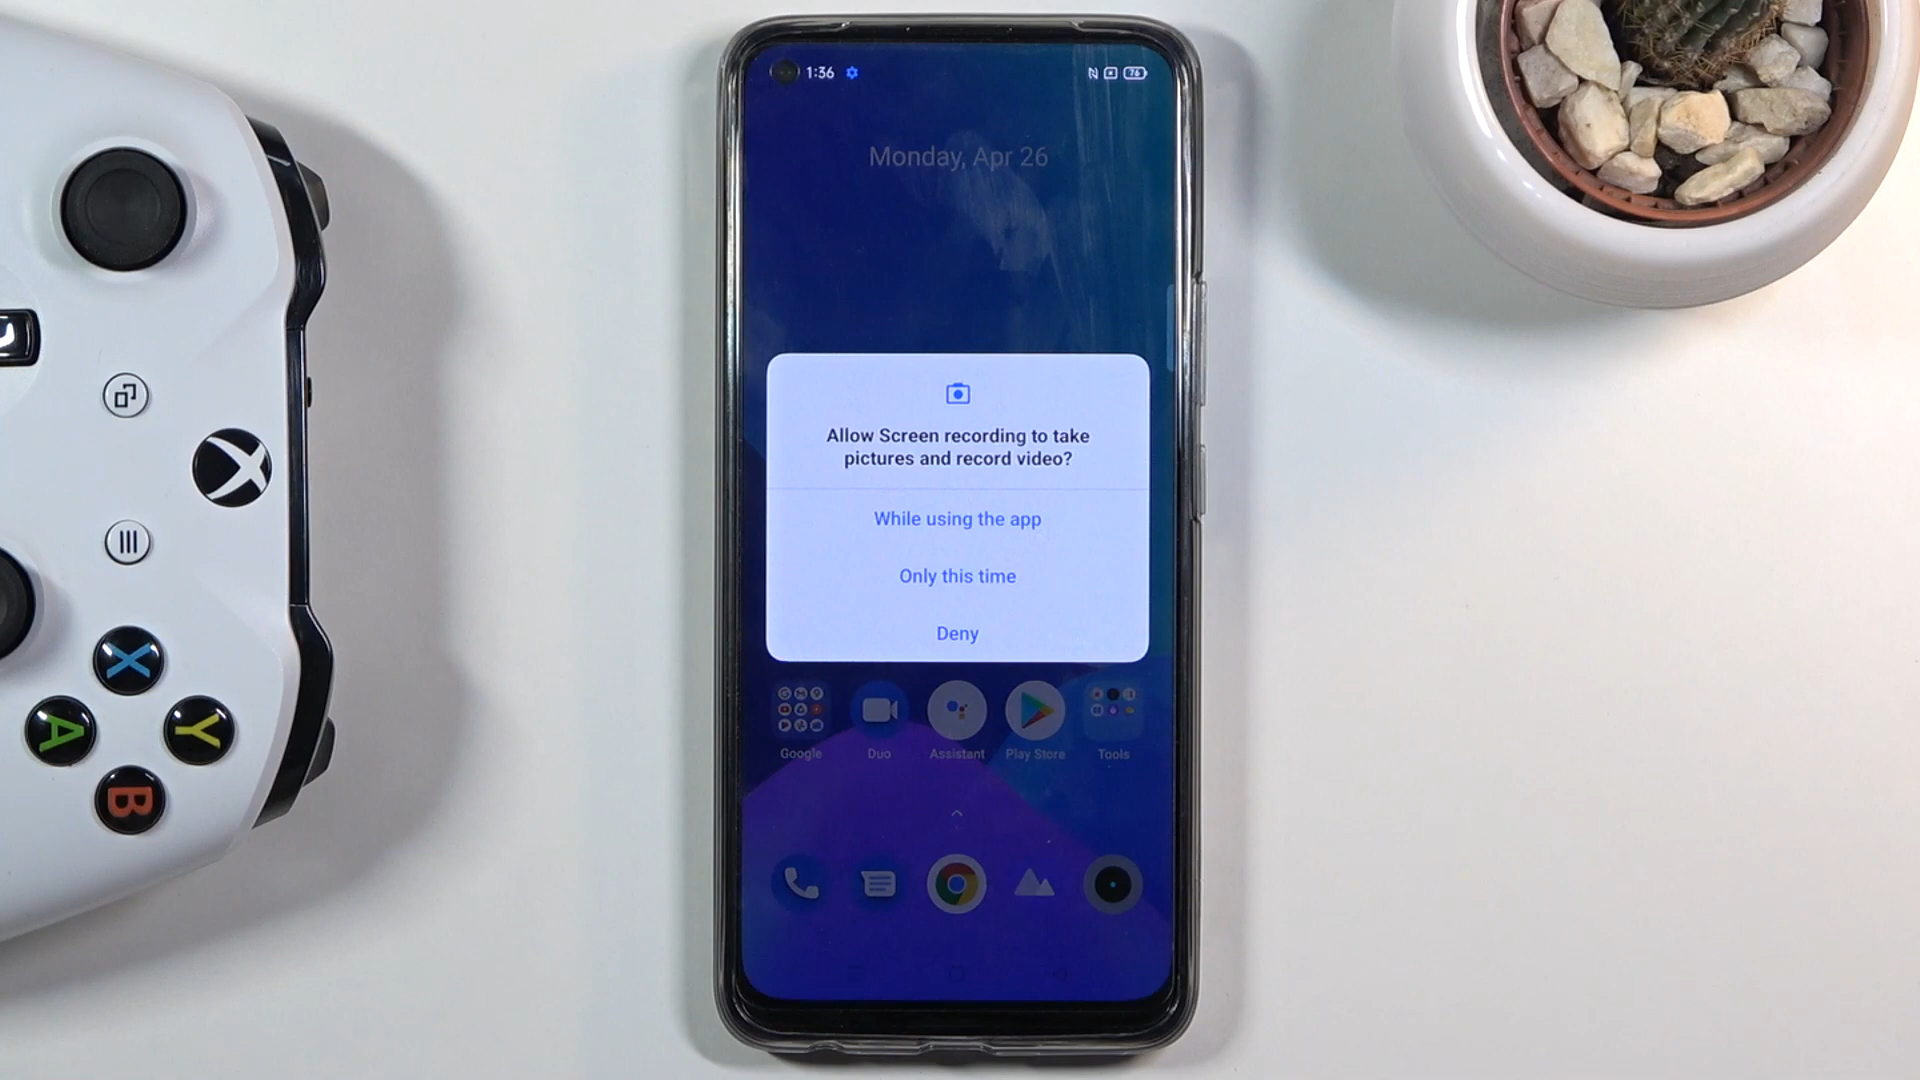 1:36
76
Monday, Apr 26
Allow Screen recording to take
pictures and record video?
While using the app
Only this time
Deny
Google
Duo
Assistant
Play Store
Tools
X
A
Y
B